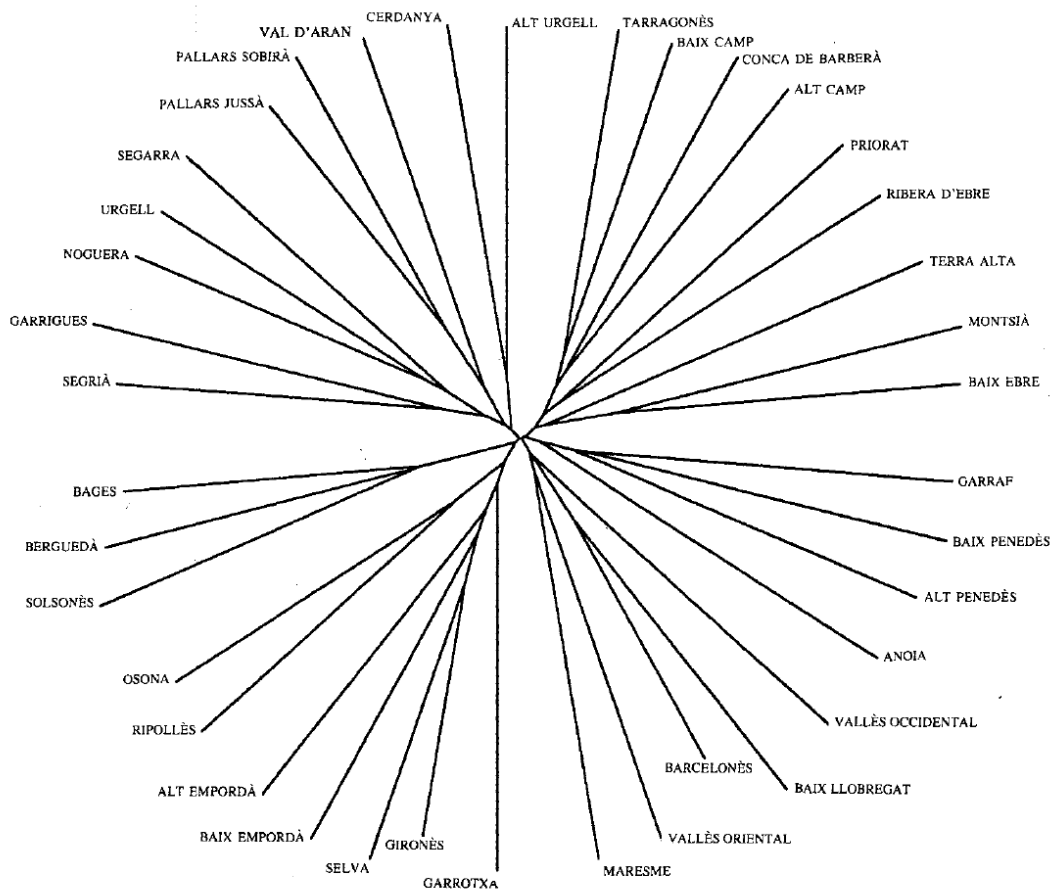 CERDANYA
ALT URGELL
TARRAGONÈS
VAL D'ARAN
BAIX CAMP
PALLARS SOBIRÀ
CONCA DE BARBERÀ
ALT CAMP
PALLARS JUSSÀ
PRIORAT
SEGARRA
RIBERA D'EBRE
URGELL
NOGUERA
TERRA ALTA
GARRIGUES
MONTSIÀ
SEGRIÀ
BAIX EBRE
BAGES
GARRAF
BERGUEDÀ
BAIX PENEDÈS
SOLSONÈS
ALT PENEDÈS
ANOIA
OSONA
RIPOLLÈS
VALLÈS OCCIDENTAL
BARCELONÈS
ALT EMPORDÀ
BAIX LLOBREGAT
BAIX EMPORDÀ
VALLÈS ORIENTAL
GIRONÈS
SELVA
MARESME
GARROTXA